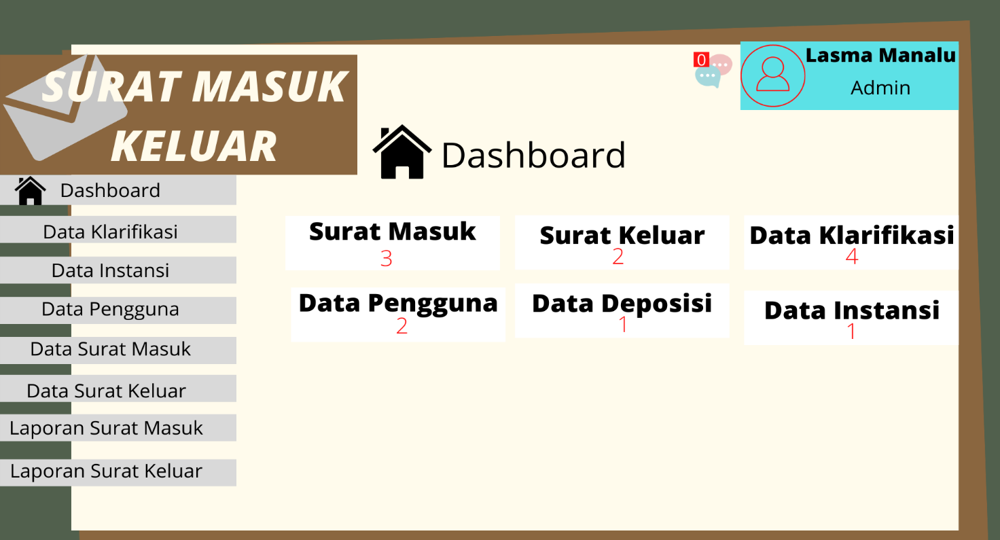 SURAT MASUK
KELUAR
0
Lasma Manalu
Admin
Dashboard
Dashboard
Data Klarifikasi
Data Instansi
Data Pengguna
Data Surat Masuk
Data Surat Keluar
Laporan Surat Masuk
Laporan Surat Keluar
Surat Masuk
3
Surat Keluar
2
Data Klarifikasi
4
Data Pengguna
2
Data Deposisi
1
Data Instansi
1